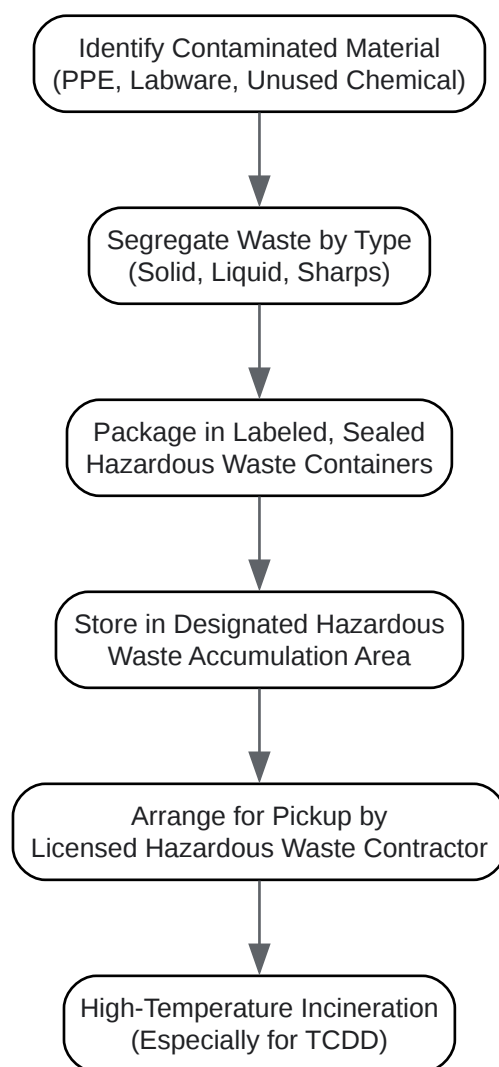 Identify Contaminated Material
(PPE, Labware, Unused Chemical)
Segregate Waste by Type
(Solid, Liquid, Sharps)
Package in Labeled, Sealed
Hazardous Waste Containers
Store in Designated Hazardous
Waste Accumulation Area
Arrange for Pickup by
Licensed Hazardous Waste Contractor
High-Temperature Incineration
(Especially for TCDD)